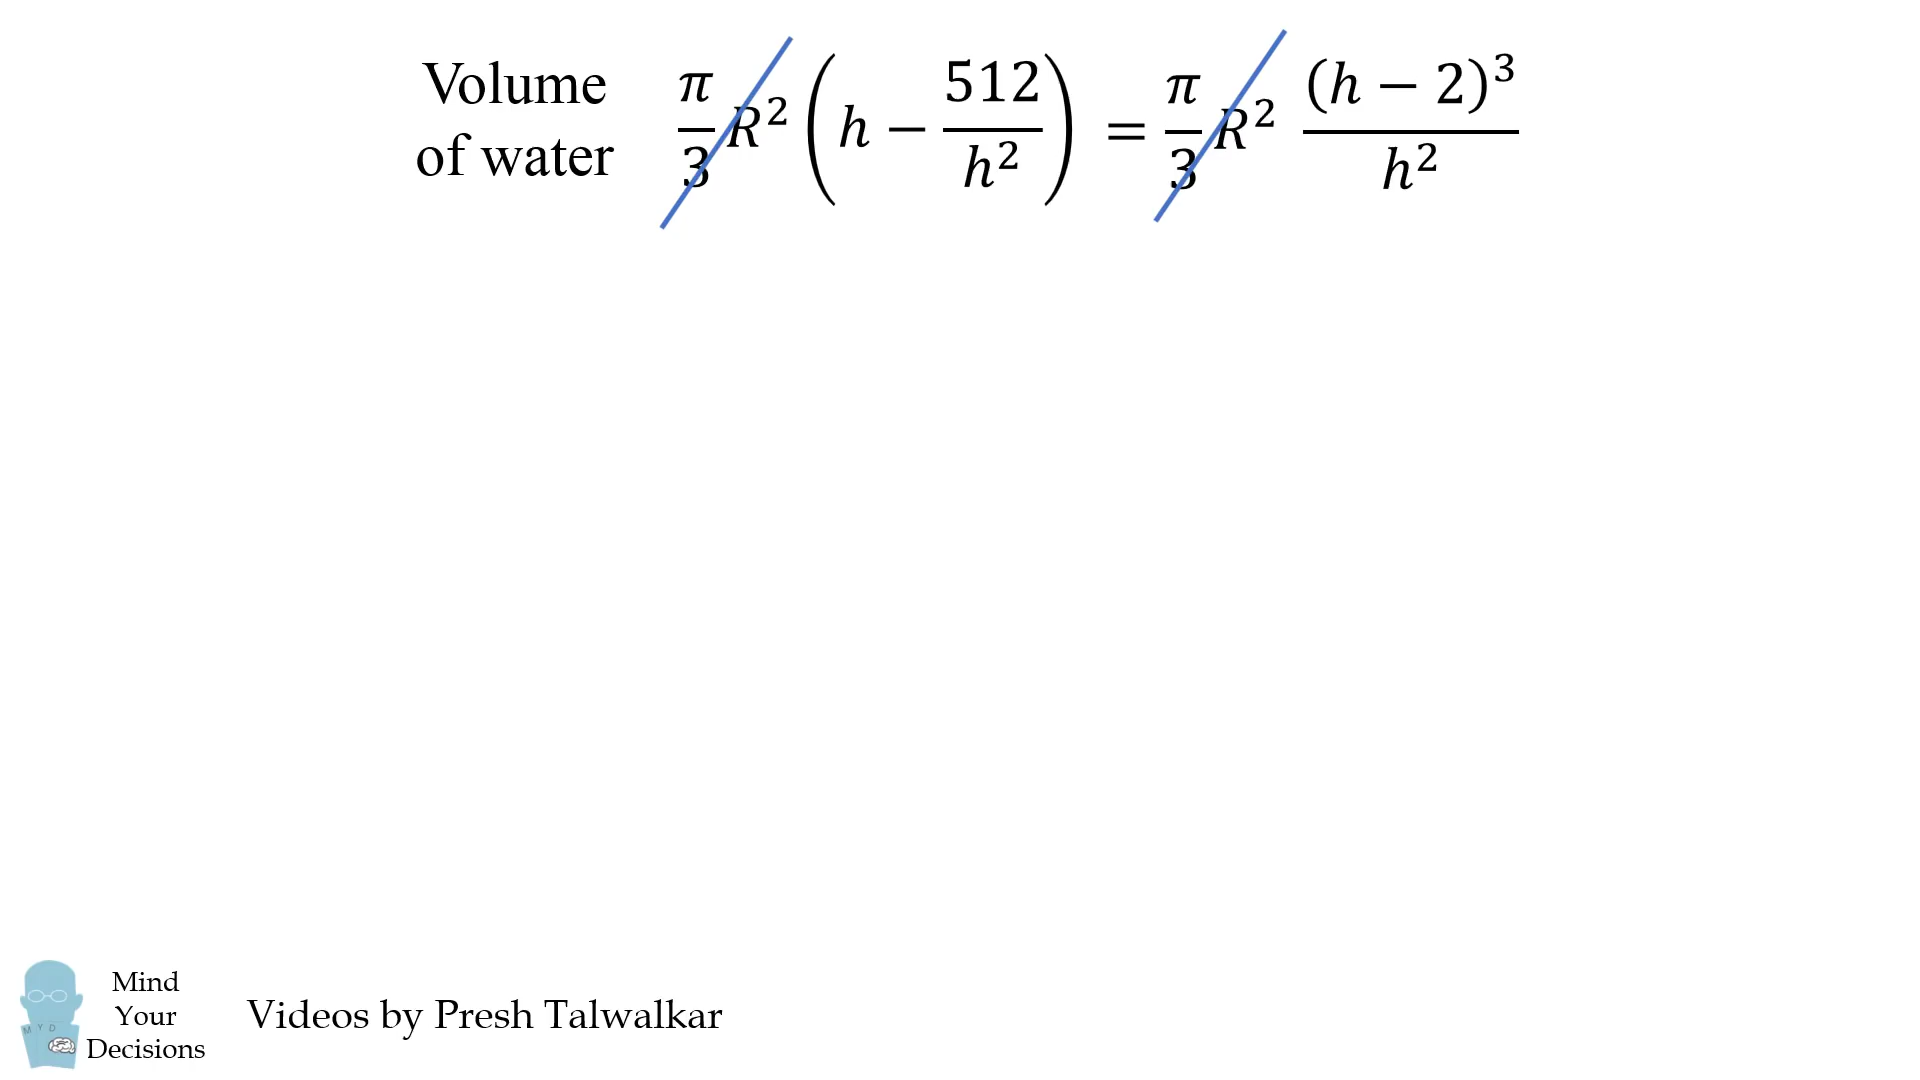 Volume
of water
π/3 R² (h − 512/h²) = π/3 R² (h − 2)³/h²
Mind
Your
Decisions
M Y D
Videos by Presh Talwalkar